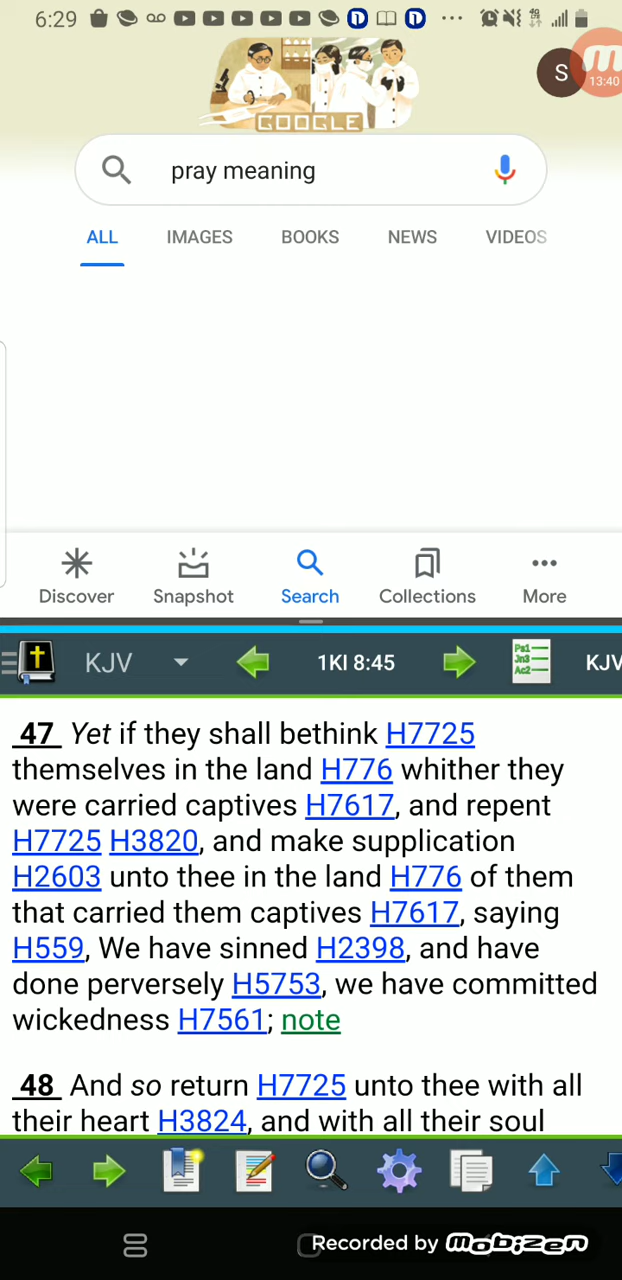 6:29
GOOGLE
S
13:40
pray meaning
ALL IMAGES BOOKS NEWS VIDEOS
Discover Snapshot Search Collections More
KJV 1KI 8:45 Ps1 Jn3 Ac2 KJV
47 Yet if they shall bethink H7725
themselves in the land H776 whither they
were carried captives H7617, and repent
H7725 H3820, and make supplication
H2603 unto thee in the land H776 of them
that carried them captives H7617, saying
H559, We have sinned H2398, and have
done perversely H5753, we have committed
wickedness H7561; note
48 And so return H7725 unto thee with all
their heart H3824, and with all their soul
Recorded by mobizen